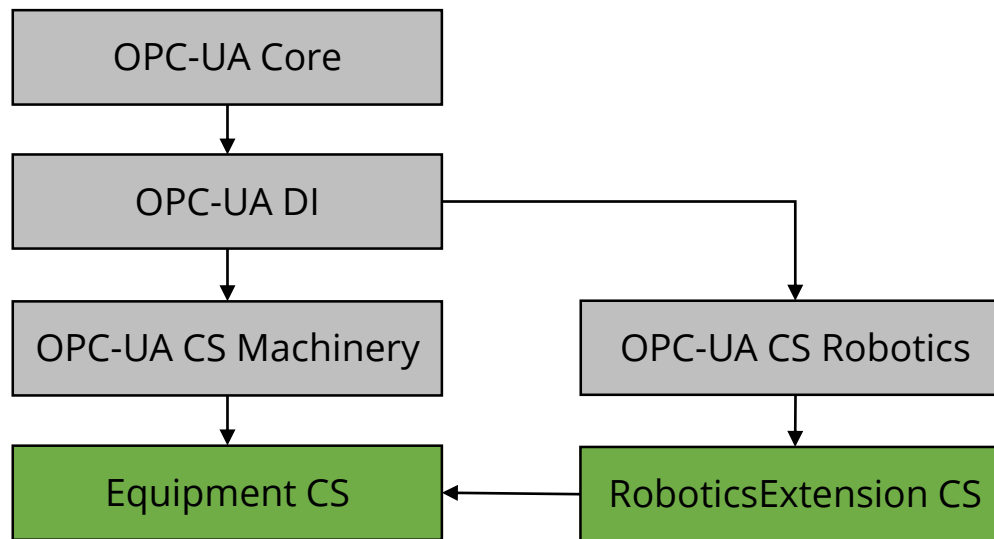 OPC-UA Core
OPC-UA DI
OPC-UA CS Machinery
OPC-UA CS Robotics
Equipment CS
RoboticsExtension CS